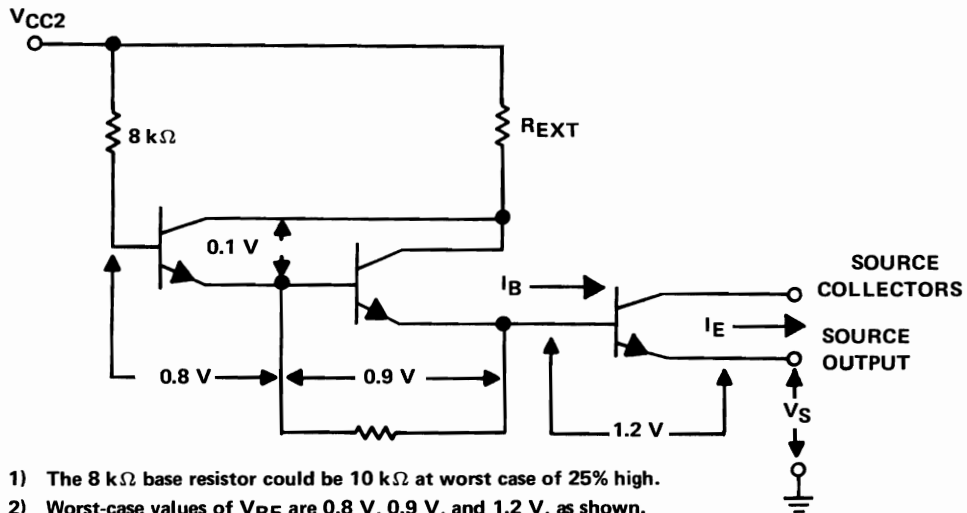 VCC2
8 kΩ
REXT
0.1 V
IB
SOURCE
COLLECTORS
IE
SOURCE
OUTPUT
0.8 V
0.9 V
1.2 V
VS
1) The 8 kΩ base resistor could be 10 kΩ at worst case of 25% high.
2) Worst-case values of VBE are 0.8 V, 0.9 V, and 1.2 V, as shown.